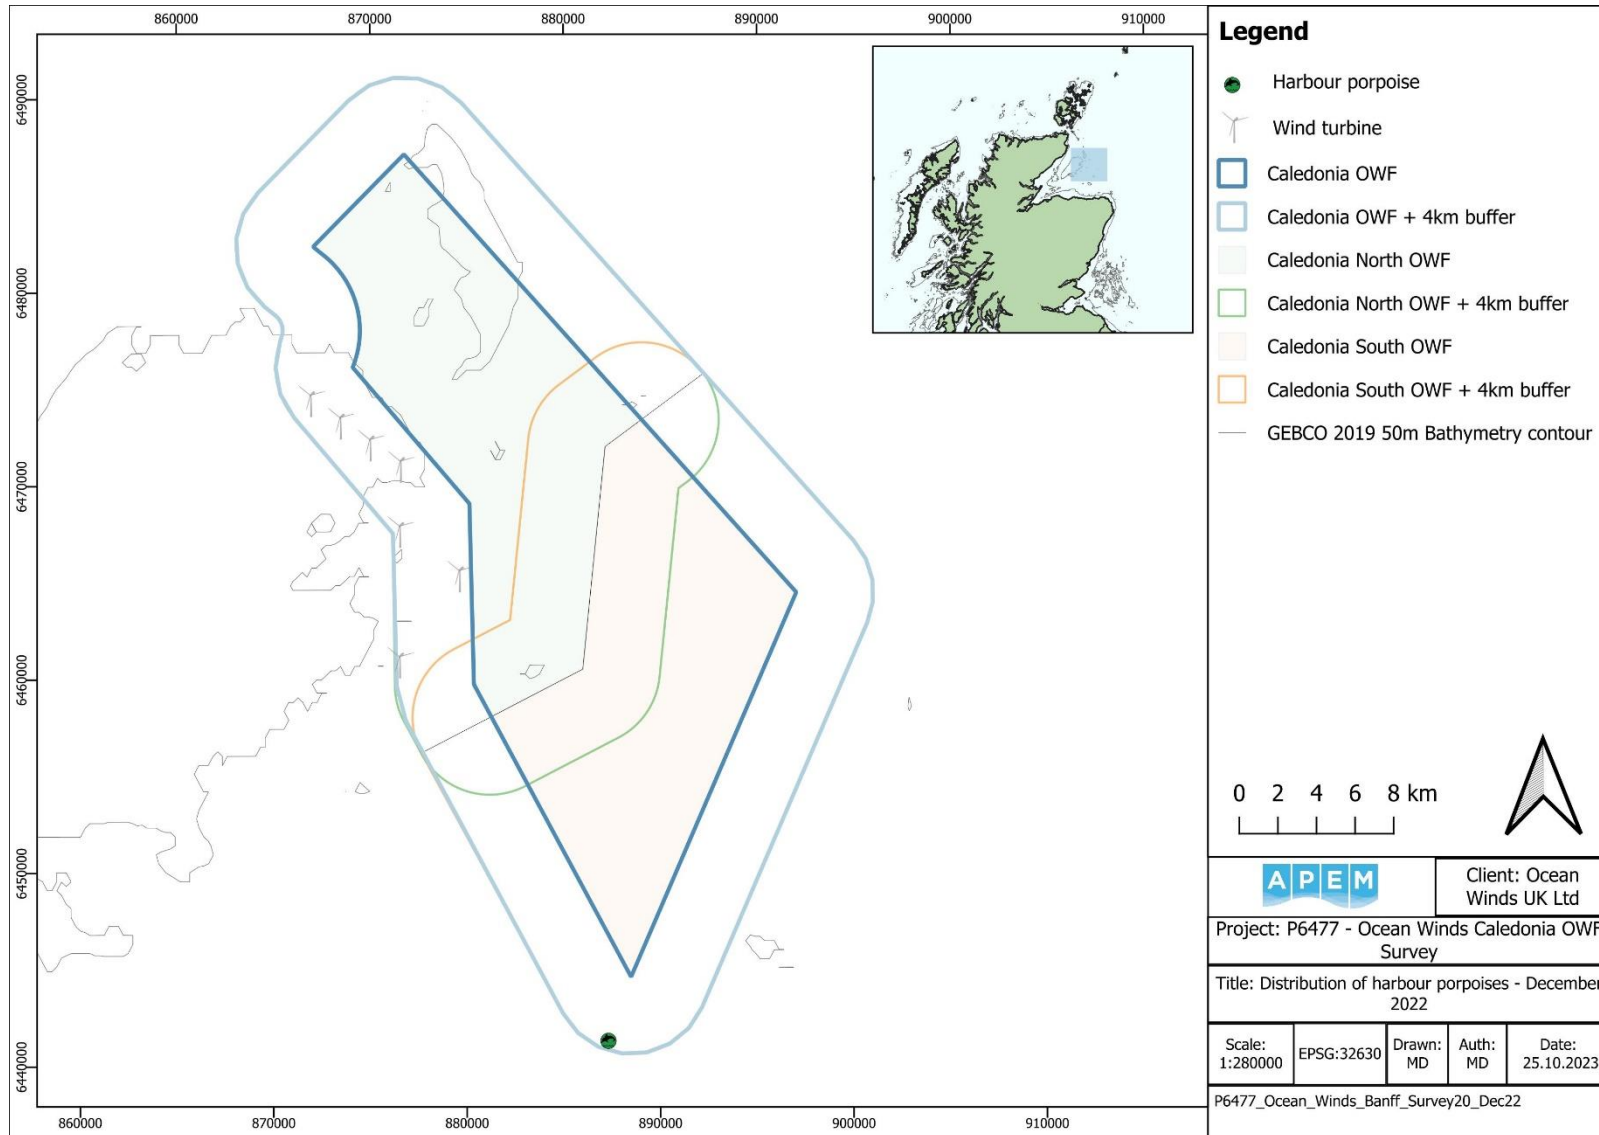 860000 870000 880000 890000 900000 910000
6490000
6480000
6470000
6460000
6450000
6440000
860000 870000 880000 890000 900000 910000
Legend
Harbour porpoise
Wind turbine
Caledonia OWF
Caledonia OWF + 4km buffer
Caledonia North OWF
Caledonia North OWF + 4km buffer
Caledonia South OWF
Caledonia South OWF + 4km buffer
GEBCO 2019 50m Bathymetry contour
0 2 4 6 8 km
APEM
Client: Ocean
Winds UK Ltd
Project: P6477 - Ocean Winds Caledonia OWF
Survey
Title: Distribution of harbour porpoises - December
2022
Scale:
1:280000
EPSG:32630
Drawn:
MD
Auth:
MD
Date:
25.10.2023
P6477_Ocean_Winds_Banff_Survey20_Dec22